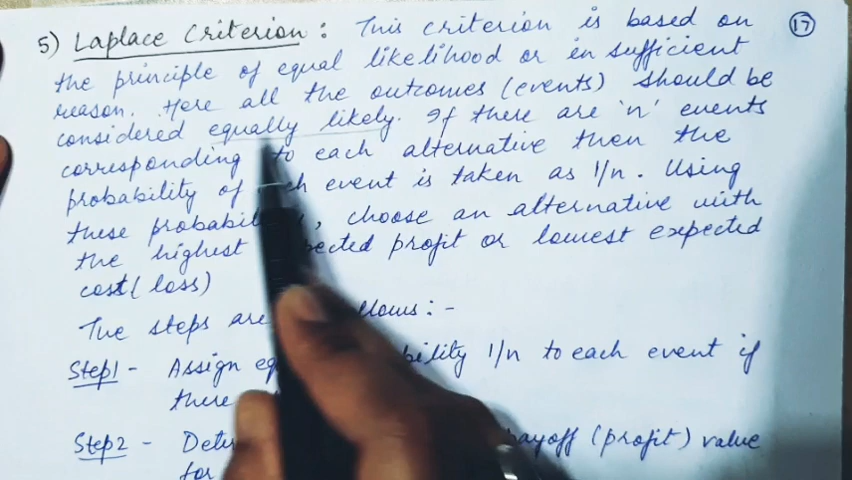 5) Laplace Criterion : This criterion is based on
17
the principle of equal likelihood or in sufficient
reason. Here all the outcomes (events) should be
considered equally likely. If there are 'n' events
corresponding to each alternative then the
probability of event is taken as 1/n. Using
these , choose an alternative with
the highest profit or lowest expected
cost (loss)
The steps are :-
Step1 - Assign 1/n to each event if
there
Step2 - payoff (profit) value
for